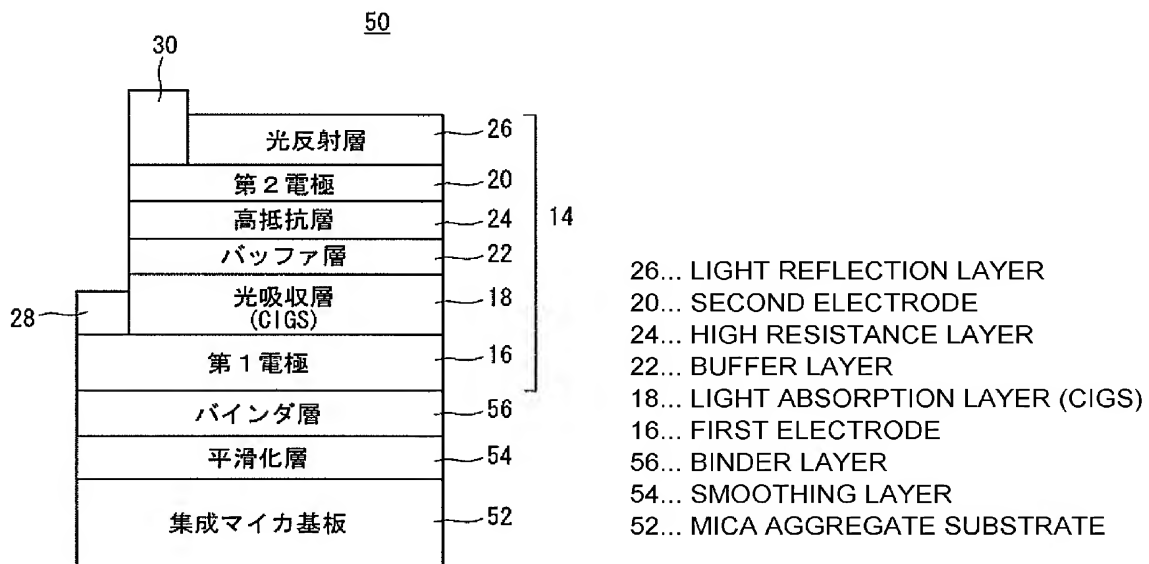 50
30
光反射層 26
第2電極 20
高抵抗層 24
14
バッファ層 22
光吸収層
(CIGS) 18
28
第1電極 16
バインダ層 56
平滑化層 54
集成マイカ基板 52
26... LIGHT REFLECTION LAYER
20... SECOND ELECTRODE
24... HIGH RESISTANCE LAYER
22... BUFFER LAYER
18... LIGHT ABSORPTION LAYER (CIGS)
16... FIRST ELECTRODE
56... BINDER LAYER
54... SMOOTHING LAYER
52... MICA AGGREGATE SUBSTRATE